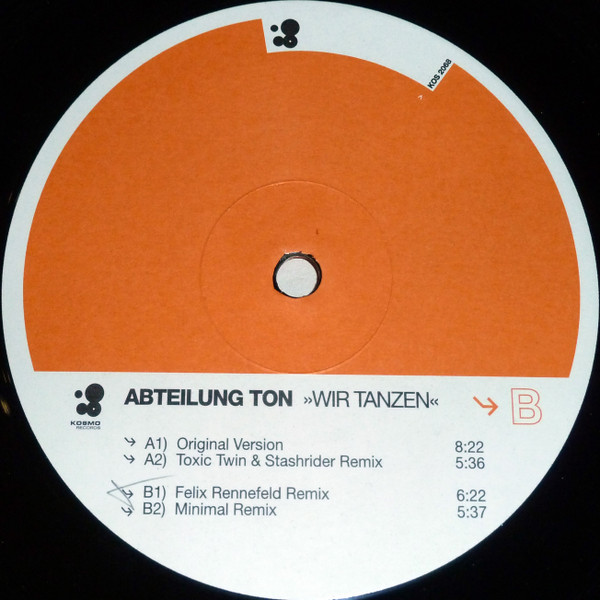 KOS 2068
ABTEILUNG TON »WIR TANZEN« B
KOSMO
RECORDS
A1) Original Version 8:22
A2) Toxic Twin & Stashrider Remix 5:36
B1) Felix Rennefeld Remix 6:22
B2) Minimal Remix 5:37